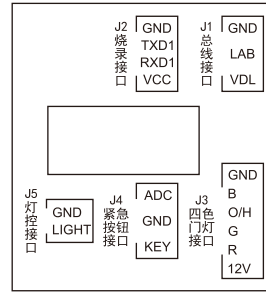 J2
烧录接口
GND
TXD1
RXD1
VCC
J1
总线接口
GND
LAB
VDL
J5
灯控接口
GND
LIGHT
J4
紧急按钮接口
ADC
GND
KEY
J3
四色门灯接口
GND
B
O/H
G
R
12V